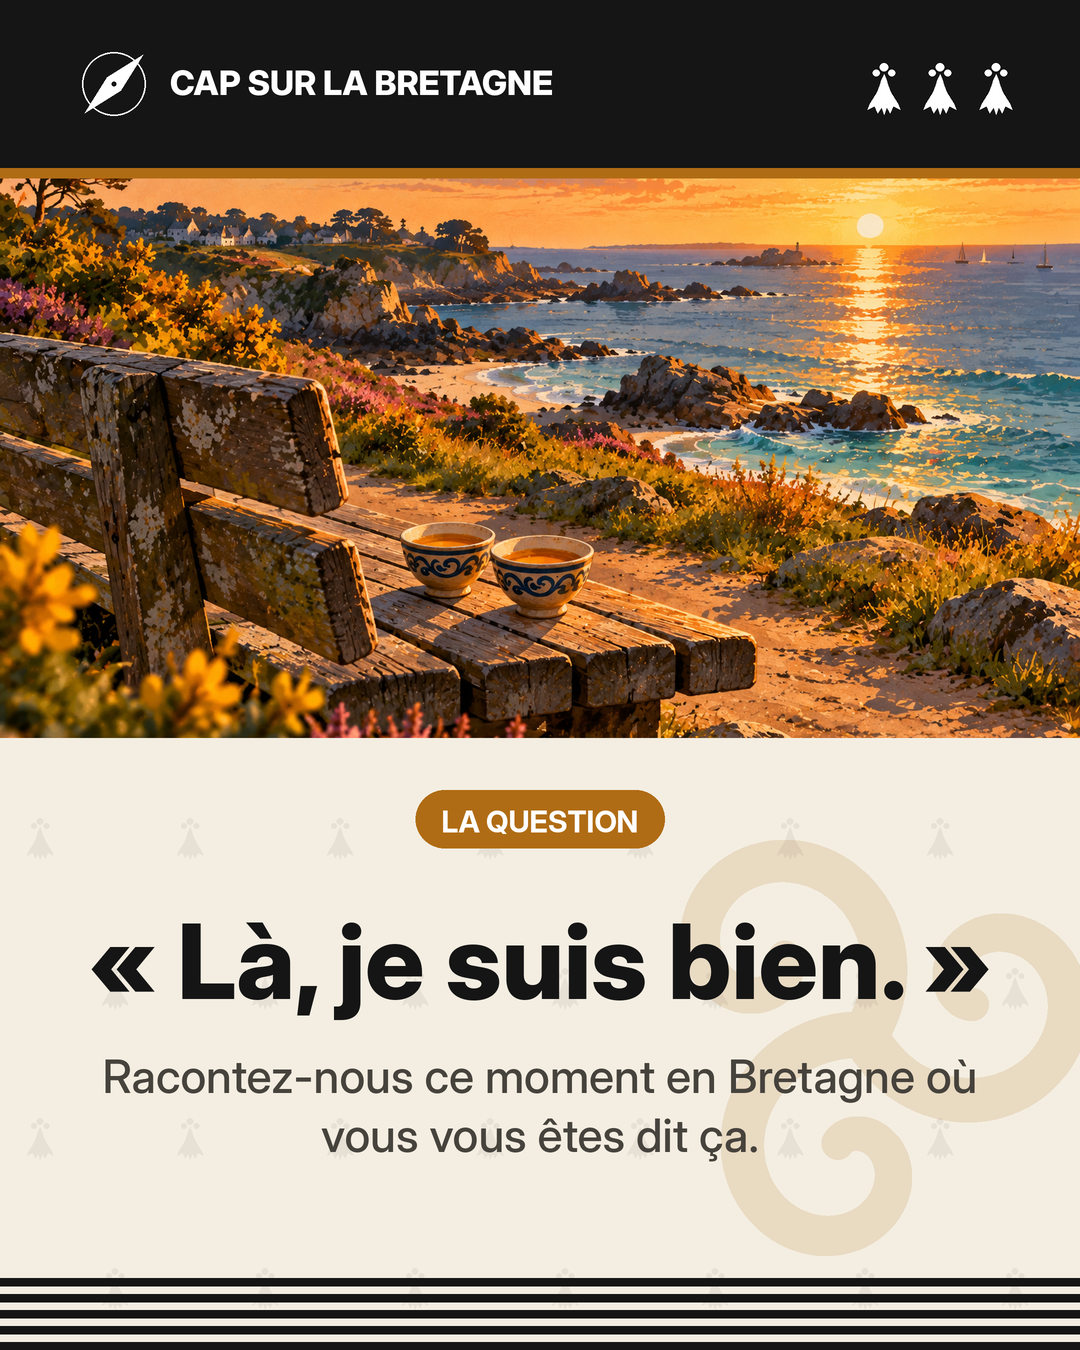 CAP SUR LA BRETAGNE
LA QUESTION
« Là, je suis bien. »
Racontez-nous ce moment en Bretagne où
vous vous êtes dit ça.